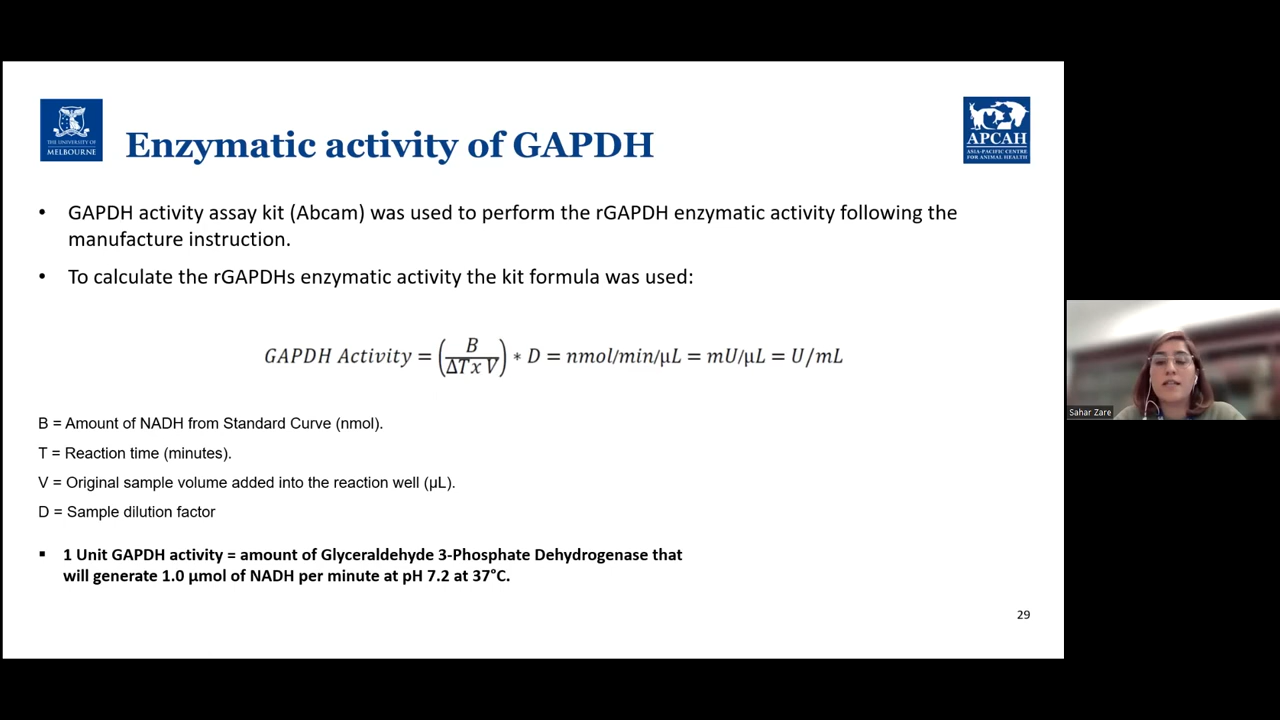 THE UNIVERSITY OF
MELBOURNE
Enzymatic activity of GAPDH
APCAH
ASIA-PACIFIC CENTRE
FOR ANIMAL HEALTH
• GAPDH activity assay kit (Abcam) was used to perform the rGAPDH enzymatic activity following the
manufacture instruction.
• To calculate the rGAPDHs enzymatic activity the kit formula was used:
GAPDH Activity = (B / ΔT x V) * D = nmol/min/µL = mU/µL = U/mL
B = Amount of NADH from Standard Curve (nmol).
T = Reaction time (minutes).
V = Original sample volume added into the reaction well (µL).
D = Sample dilution factor
▪ 1 Unit GAPDH activity = amount of Glyceraldehyde 3-Phosphate Dehydrogenase that
will generate 1.0 µmol of NADH per minute at pH 7.2 at 37°C.
29
Sahar Zare